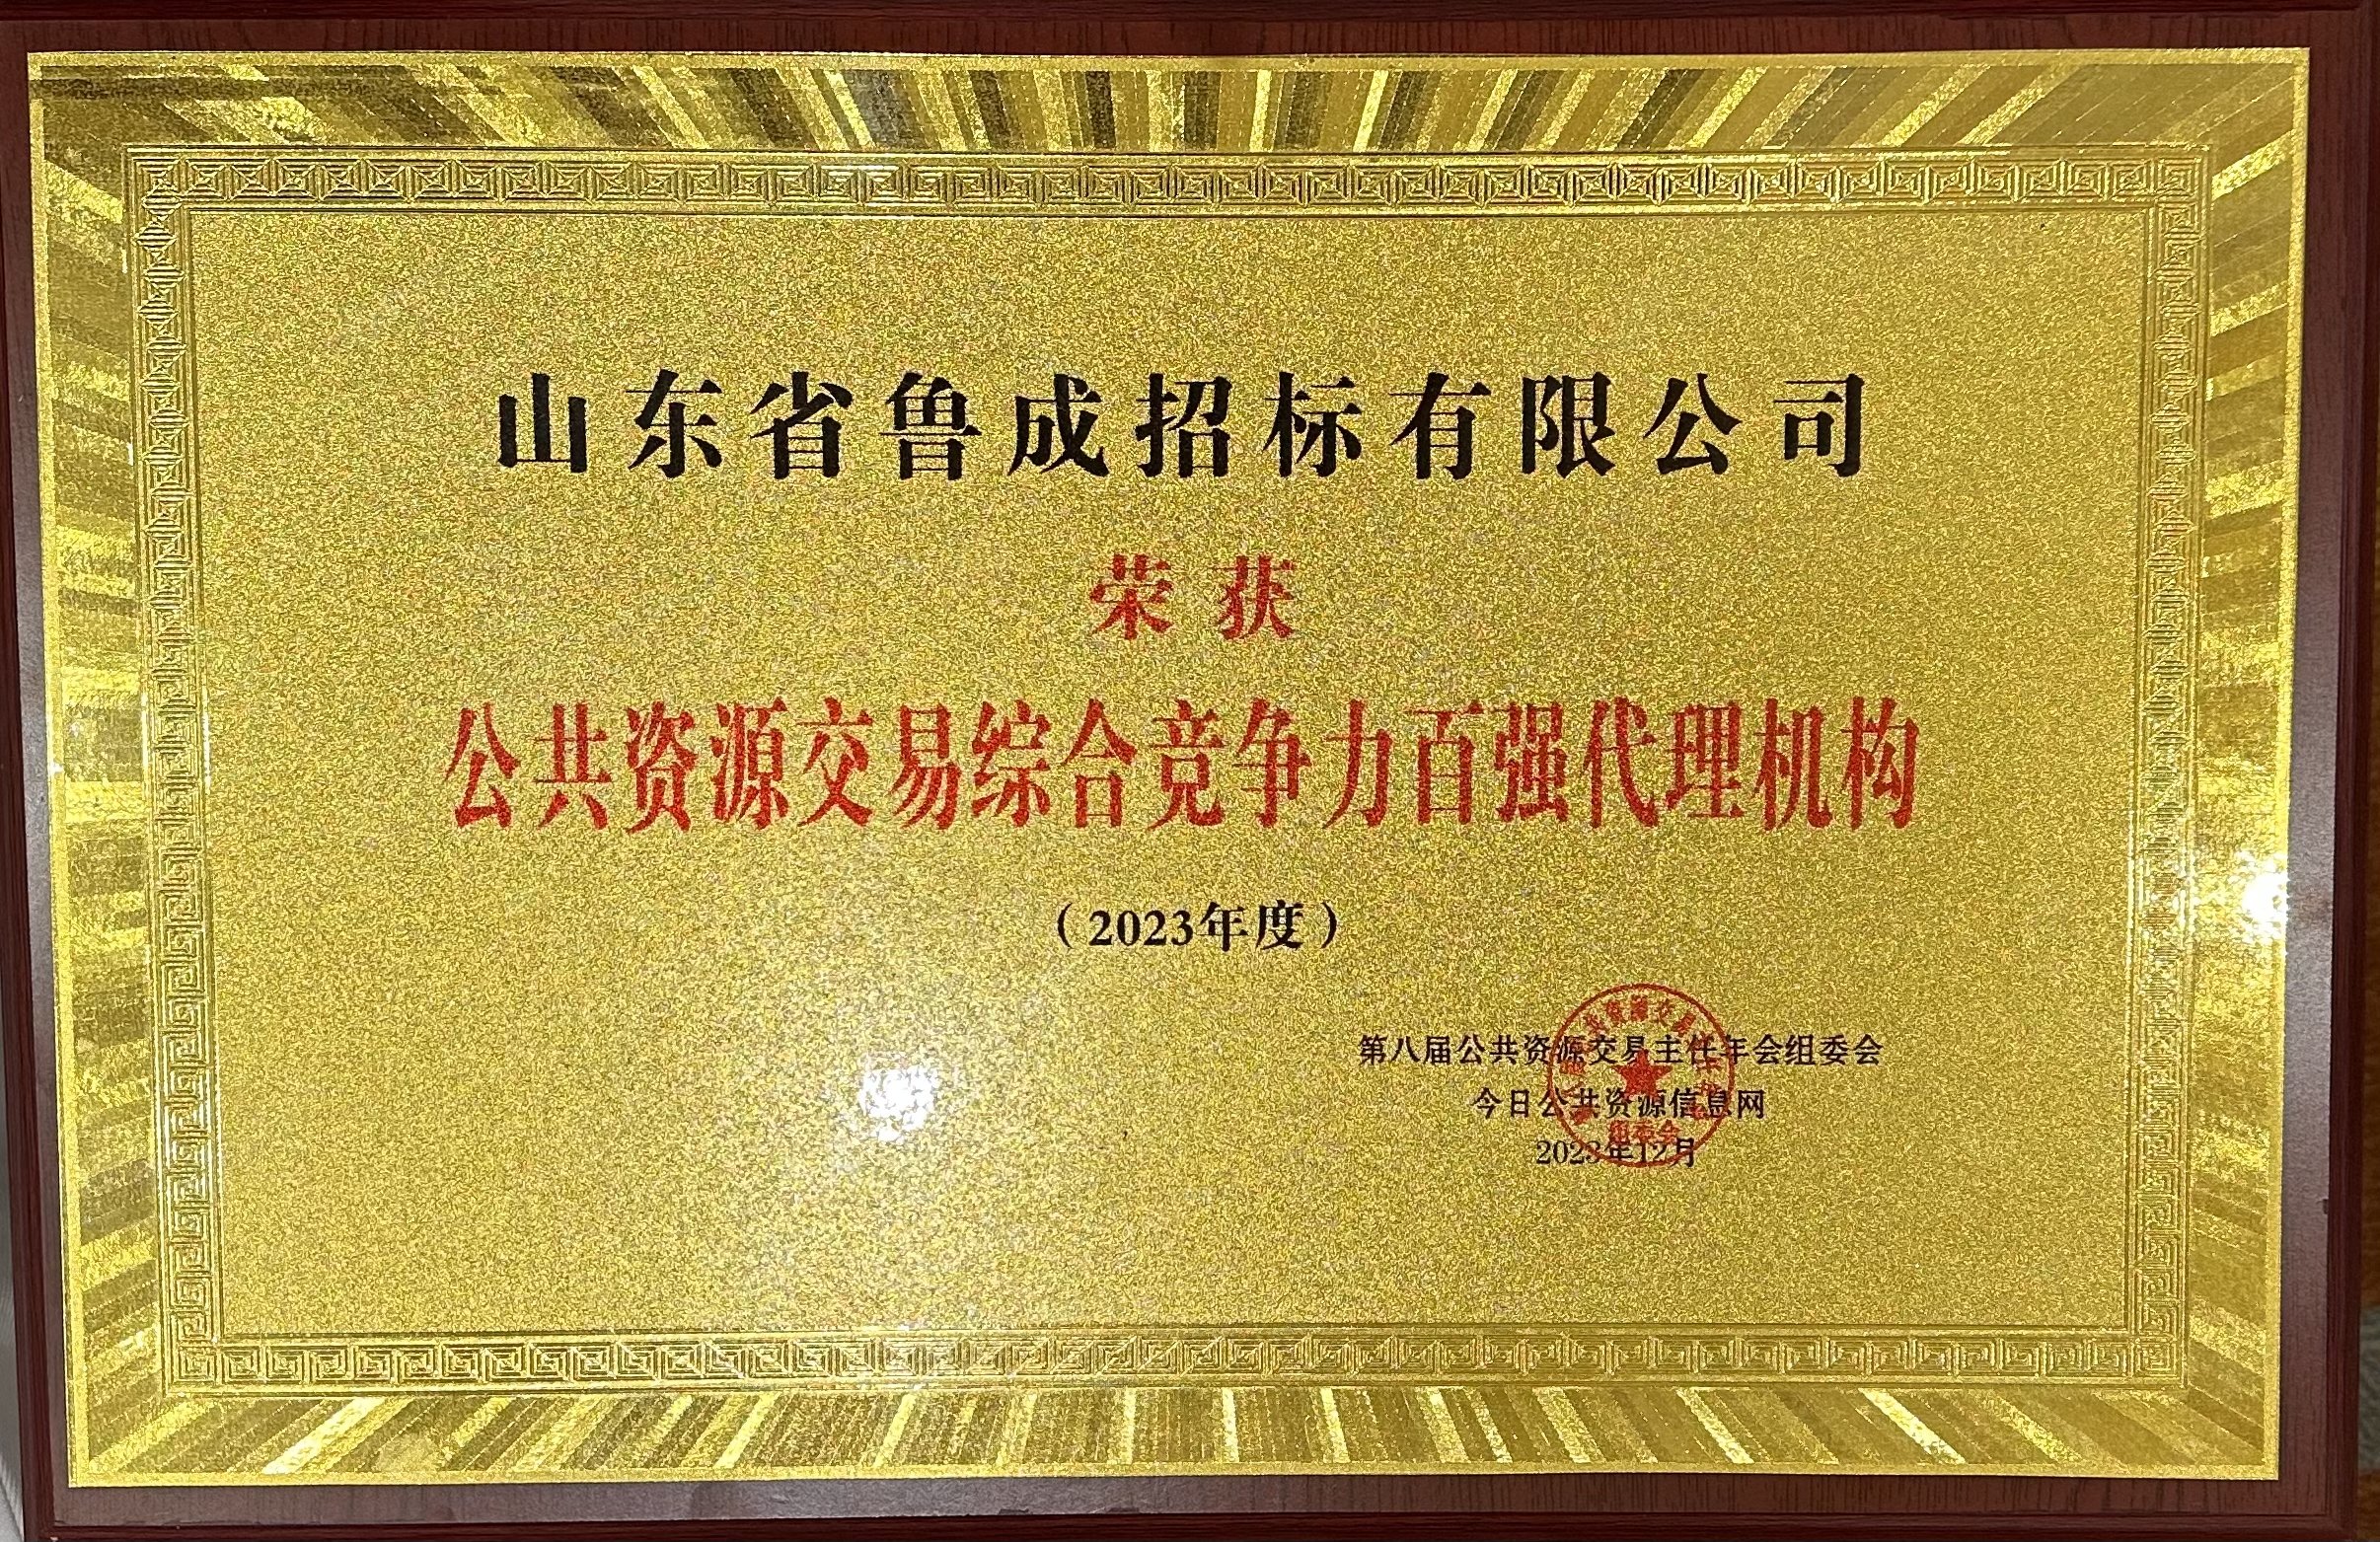 山东省鲁成招标有限公司
荣获
公共资源交易综合竞争力百强代理机构
（2023年度）
第八届公共资源交易主任年会组委会
今日公共资源信息网
2023年12月
组委会